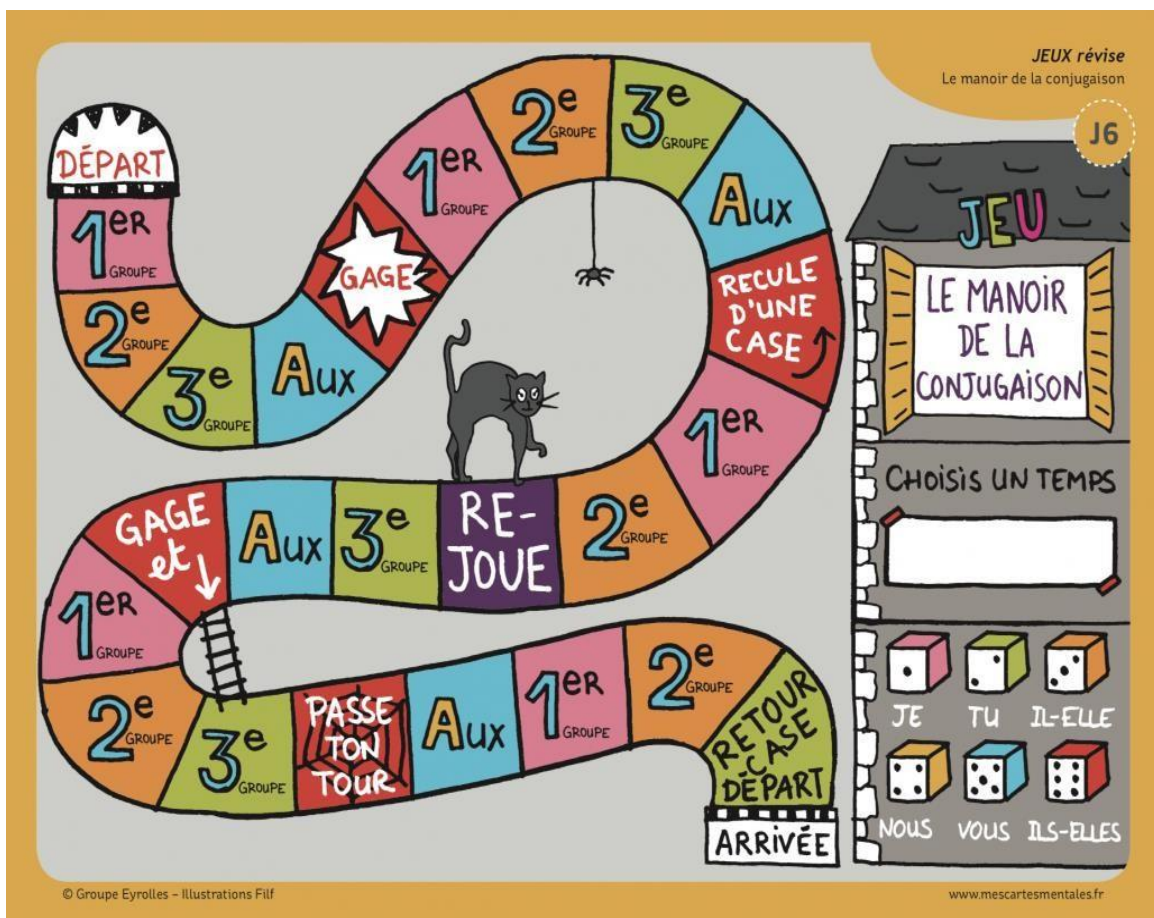 JEUX révise
Le manoir de la conjugaison
J6
DÉPART
1ER
GROUPE
2e
GROUPE
3e
GROUPE
Aux
GAGE
1ER
GROUPE
2e
GROUPE
3e
GROUPE
Aux
RECULE
D'UNE
CASE
1ER
GROUPE
2e
GROUPE
RE-
JOUE
3e
GROUPE
Aux
GAGE
et
1ER
GROUPE
2e
GROUPE
3e
GROUPE
PASSE
TON
TOUR
Aux
1ER
GROUPE
2e
GROUPE
RETOUR
CASE
DÉPART
ARRIVÉE
JEU
LE MANOIR
DE LA
CONJUGAISON
CHOISIS UN TEMPS
JE TU IL-ELLE
NOUS VOUS ILS-ELLES
© Groupe Eyrolles – Illustrations Filf
www.mescartesmentales.fr